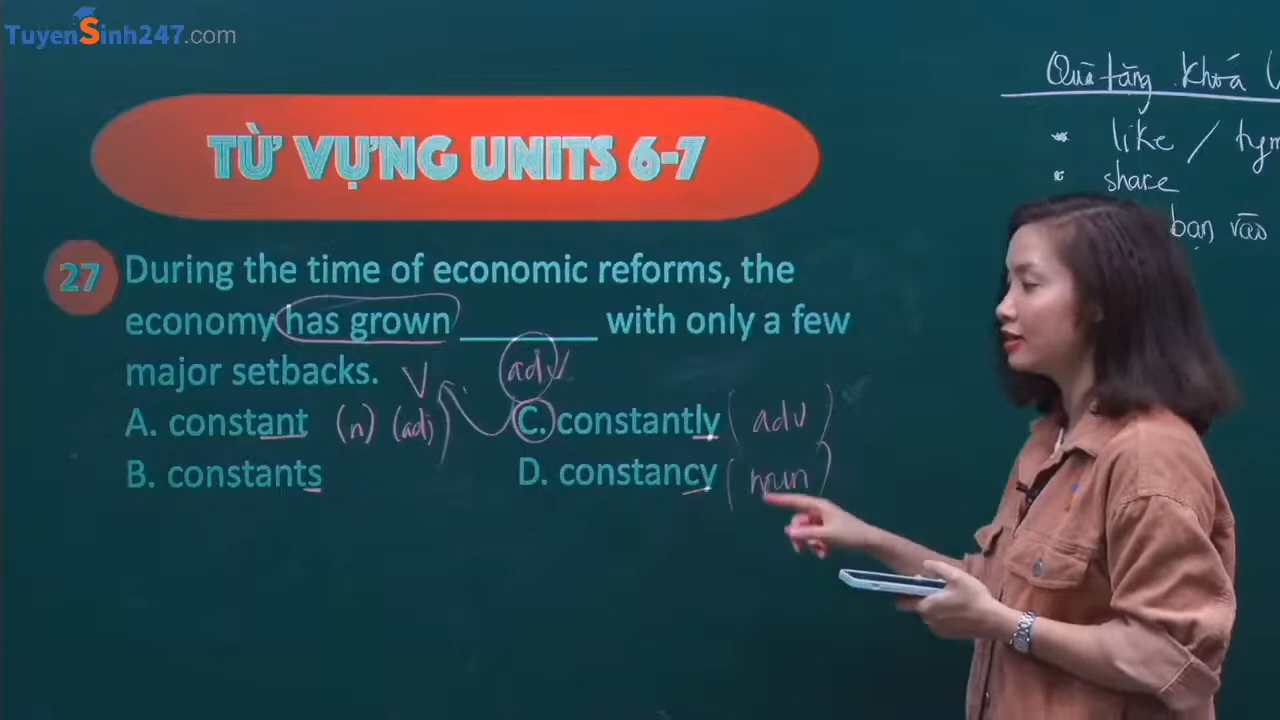 TuyenSinh247.com
Quà tặng khoá
* like / tym
* share
bạn vào
TỪ VỰNG UNITS 6-7
27 During the time of economic reforms, the
economy has grown ________ with only a few
major setbacks. V adv
A. constant (n) (adj) C. constantly (adv)
B. constants D. constancy (noun)